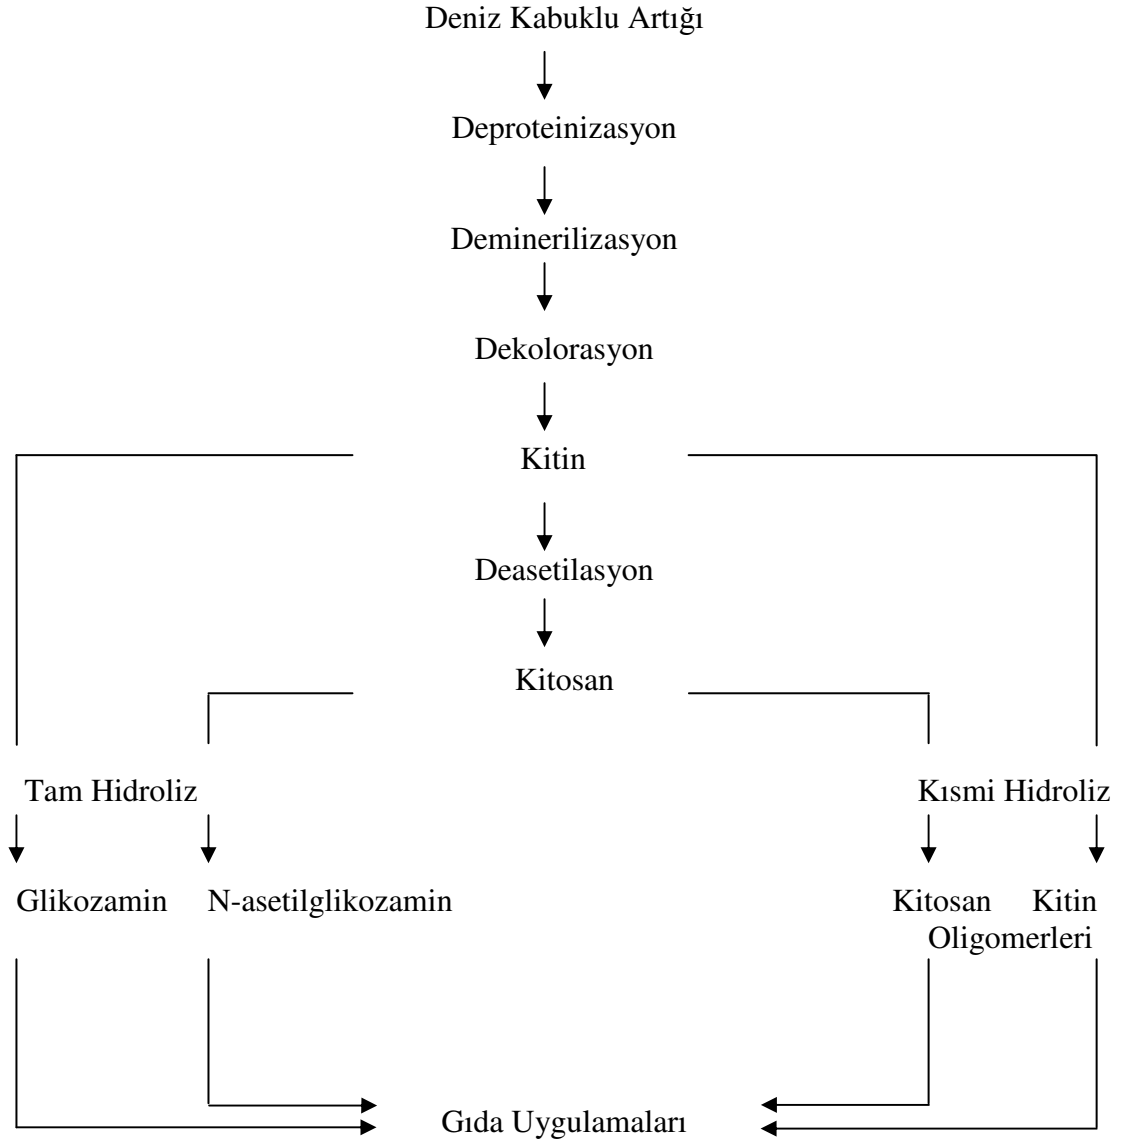 Deniz Kabuklu Artığı
Deproteinizasyon
Deminerilizasyon
Dekolorasyon
Kitin
Deasetilasyon
Kitosan
Tam Hidroliz
Kısmi Hidroliz
Glikozamin N-asetilglikozamin
Kitosan Kitin
Oligomerleri
Gıda Uygulamaları